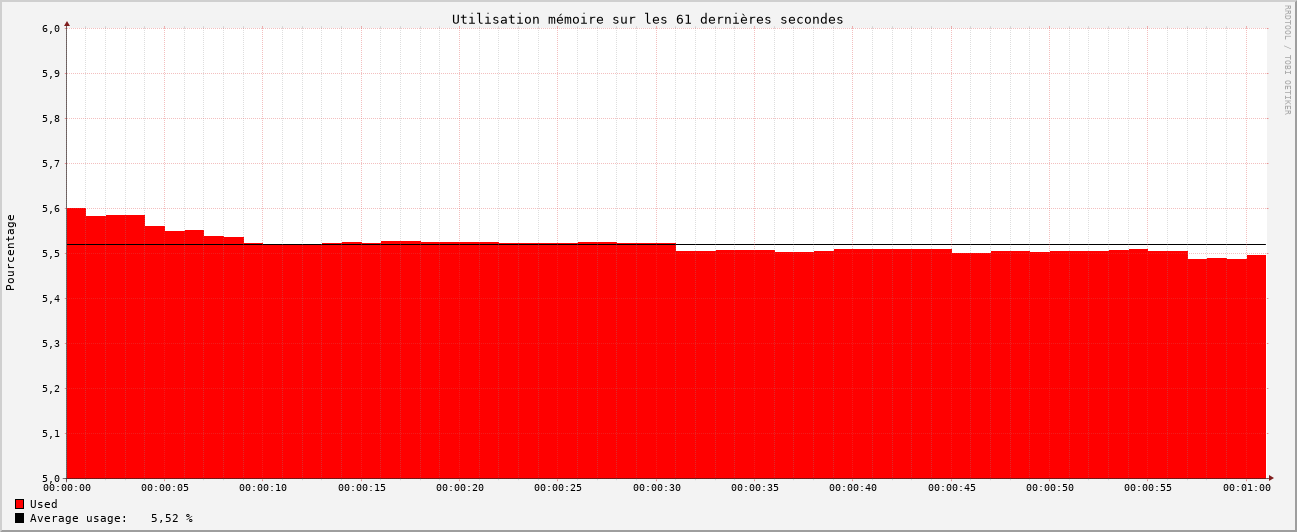 Utilisation mémoire sur les 61 dernières secondes
RRDTOOL / TOBI OETIKER
Pourcentage
6,0
5,9
5,8
5,7
5,6
5,5
5,4
5,3
5,2
5,1
5,0
00:00:00 00:00:05 00:00:10 00:00:15 00:00:20 00:00:25 00:00:30 00:00:35 00:00:40 00:00:45 00:00:50 00:00:55 00:01:00
Used
Average usage: 5,52 %